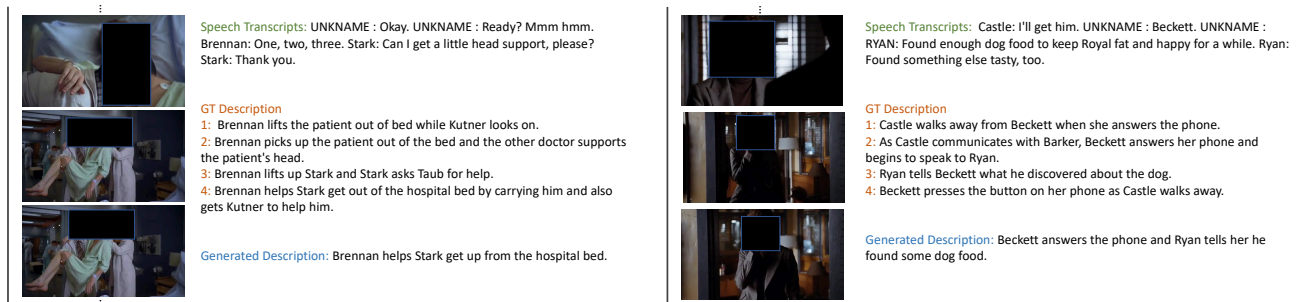 Speech Transcripts: UNKNAME : Okay. UNKNAME : Ready? Mmm hmm.
Brennan: One, two, three. Stark: Can I get a little head support, please?
Stark: Thank you.
GT Description
1: Brennan lifts the patient out of bed while Kutner looks on.
2: Brennan picks up the patient out of the bed and the other doctor supports
the patient's head.
3: Brennan lifts up Stark and Stark asks Taub for help.
4: Brennan helps Stark get out of the hospital bed by carrying him and also
gets Kutner to help him.
Generated Description: Brennan helps Stark get up from the hospital bed.
Speech Transcripts: Castle: I'll get him. UNKNAME : Beckett. UNKNAME :
RYAN: Found enough dog food to keep Royal fat and happy for a while. Ryan:
Found something else tasty, too.
GT Description
1: Castle walks away from Beckett when she answers the phone.
2: As Castle communicates with Barker, Beckett answers her phone and
begins to speak to Ryan.
3: Ryan tells Beckett what he discovered about the dog.
4: Beckett presses the button on her phone as Castle walks away.
Generated Description: Beckett answers the phone and Ryan tells her he
found some dog food.